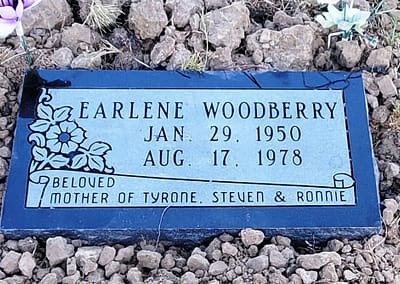 EARLENE WOODBERRY
JAN. 29. 1950
AUG. 17. 1978
BELOVED
MOTHER OF TYRONE, STEVEN & RONNIE